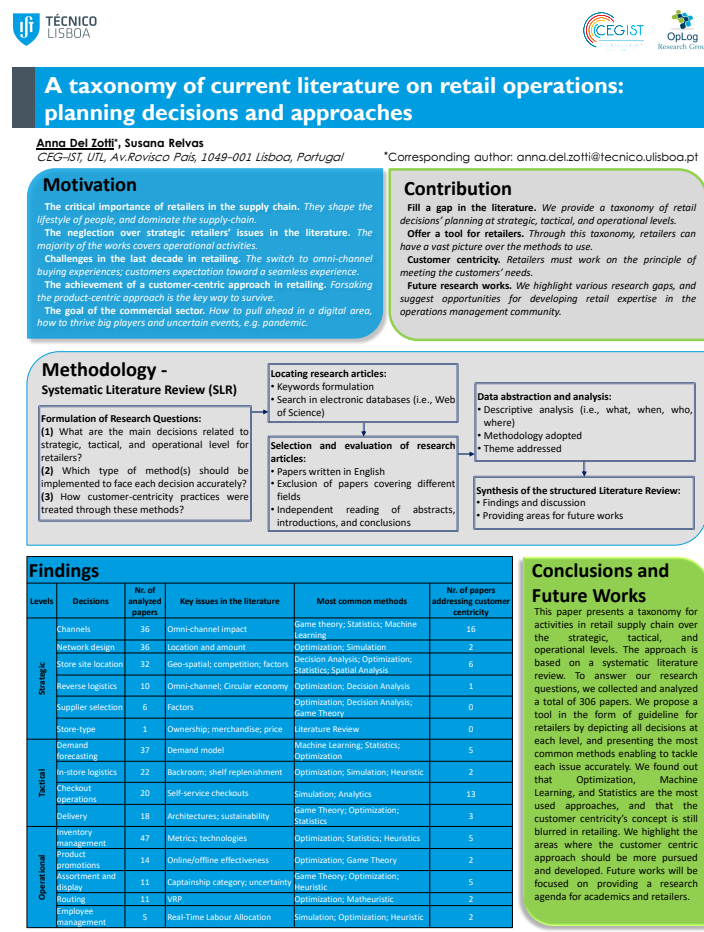 TÉCNICO
LISBOA
CEGIST
OpLog
Research Grou
A taxonomy of current literature on retail operations:
planning decisions and approaches
Anna Del Zotti*, Susana Relvas
CEG–IST, UTL, Av.Rovisco Pais, 1049–001 Lisboa, Portugal
*Corresponding author: anna.del.zotti@tecnico.ulisboa.pt
Motivation
The critical importance of retailers in the supply chain. They shape the
lifestyle of people, and dominate the supply-chain.
The neglection over strategic retailers' issues in the literature. The
majority of the works covers operational activities.
Challenges in the last decade in retailing. The switch to omni-channel
buying experiences; customers expectation toward a seamless experience.
The achievement of a customer-centric approach in retailing. Forsaking
the product-centric approach is the key way to survive.
The goal of the commercial sector. How to pull ahead in a digital area,
how to thrive big players and uncertain events, e.g. pandemic.
Contribution
Fill a gap in the literature. We provide a taxonomy of retail
decisions' planning at strategic, tactical, and operational levels.
Offer a tool for retailers. Through this taxonomy, retailers can
have a vast picture over the methods to use.
Customer centricity. Retailers must work on the principle of
meeting the customers' needs.
Future research works. We highlight various research gaps, and
suggest opportunities for developing retail expertise in the
operations management community.
Methodology -
Systematic Literature Review (SLR)
Formulation of Research Questions:
(1) What are the main decisions related to
strategic, tactical, and operational level for
retailers?
(2) Which type of method(s) should be
implemented to face each decision accurately?
(3) How customer-centricity practices were
treated through these methods?
Locating research articles:
• Keywords formulation
• Search in electronic databases (i.e., Web
of Science)
Selection and evaluation of research
articles:
• Papers written in English
• Exclusion of papers covering different
fields
• Independent reading of abstracts,
introductions, and conclusions
Data abstraction and analysis:
• Descriptive analysis (i.e., what, when, who,
where)
• Methodology adopted
• Theme addressed
Synthesis of the structured Literature Review:
• Findings and discussion
• Providing areas for future works
Findings
Levels Decisions Nr. of analyzed papers Key issues in the literature Most common methods Nr. of papers addressing customer centricity
Strategic
Channels 36 Omni-channel impact Game theory; Statistics; Machine Learning 16
Network design 36 Location and amount Optimization; Simulation 2
Store site location 32 Geo-spatial; competition; factors Decision Analysis; Optimization; Statistics; Spatial Analysis 6
Reverse logistics 10 Omni-channel; Circular economy Optimization; Decision Analysis 1
Supplier selection 6 Factors Optimization; Decision Analysis; Game Theory 0
Store-type 1 Ownership; merchandise; price Literature Review 0
Tactical
Demand forecasting 37 Demand model Machine Learning; Statistics; Optimization 5
In-store logistics 22 Backroom; shelf replenishment Optimization; Simulation; Heuristic 2
Checkout operations 20 Self-service checkouts Simulation; Analytics 13
Delivery 18 Architectures; sustainability Game Theory; Optimization; Statistics 3
Operational
Inventory management 47 Metrics; technologies Optimization; Statistics; Heuristics 5
Product promotions 14 Online/offline effectiveness Optimization; Game Theory 2
Assortment and display 11 Captainship category; uncertainty Game Theory; Optimization; Heuristic 5
Routing 11 VRP Optimization; Matheuristic 2
Employee management 5 Real-Time Labour Allocation Simulation; Optimization; Heuristic 2
Conclusions and
Future Works
This paper presents a taxonomy for
activities in retail supply chain over
the strategic, tactical, and
operational levels. The approach is
based on a systematic literature
review. To answer our research
questions, we collected and analyzed
a total of 306 papers. We propose a
tool in the form of guideline for
retailers by depicting all decisions at
each level, and presenting the most
common methods enabling to tackle
each issue accurately. We found out
that Optimization, Machine
Learning, and Statistics are the most
used approaches, and that the
customer centricity's concept is still
blurred in retailing. We highlight the
areas where the customer centric
approach should be more pursued
and developed. Future works will be
focused on providing a research
agenda for academics and retailers.